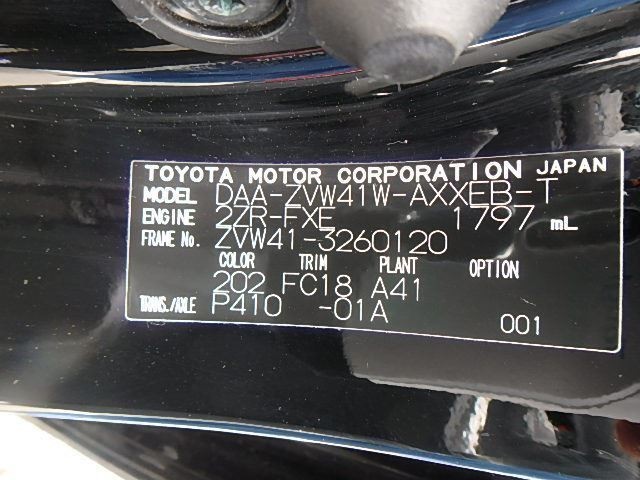 TOYOTA MOTOR CORPORATION JAPAN
MODEL DAA-ZVW41W-AXXEB-T
ENGINE 2ZR-FXE 1797 mL
FRAME No. ZVW41-3260120
COLOR TRIM PLANT OPTION
202 FC18 A41
TRANS./AXLE P410 -01A
001